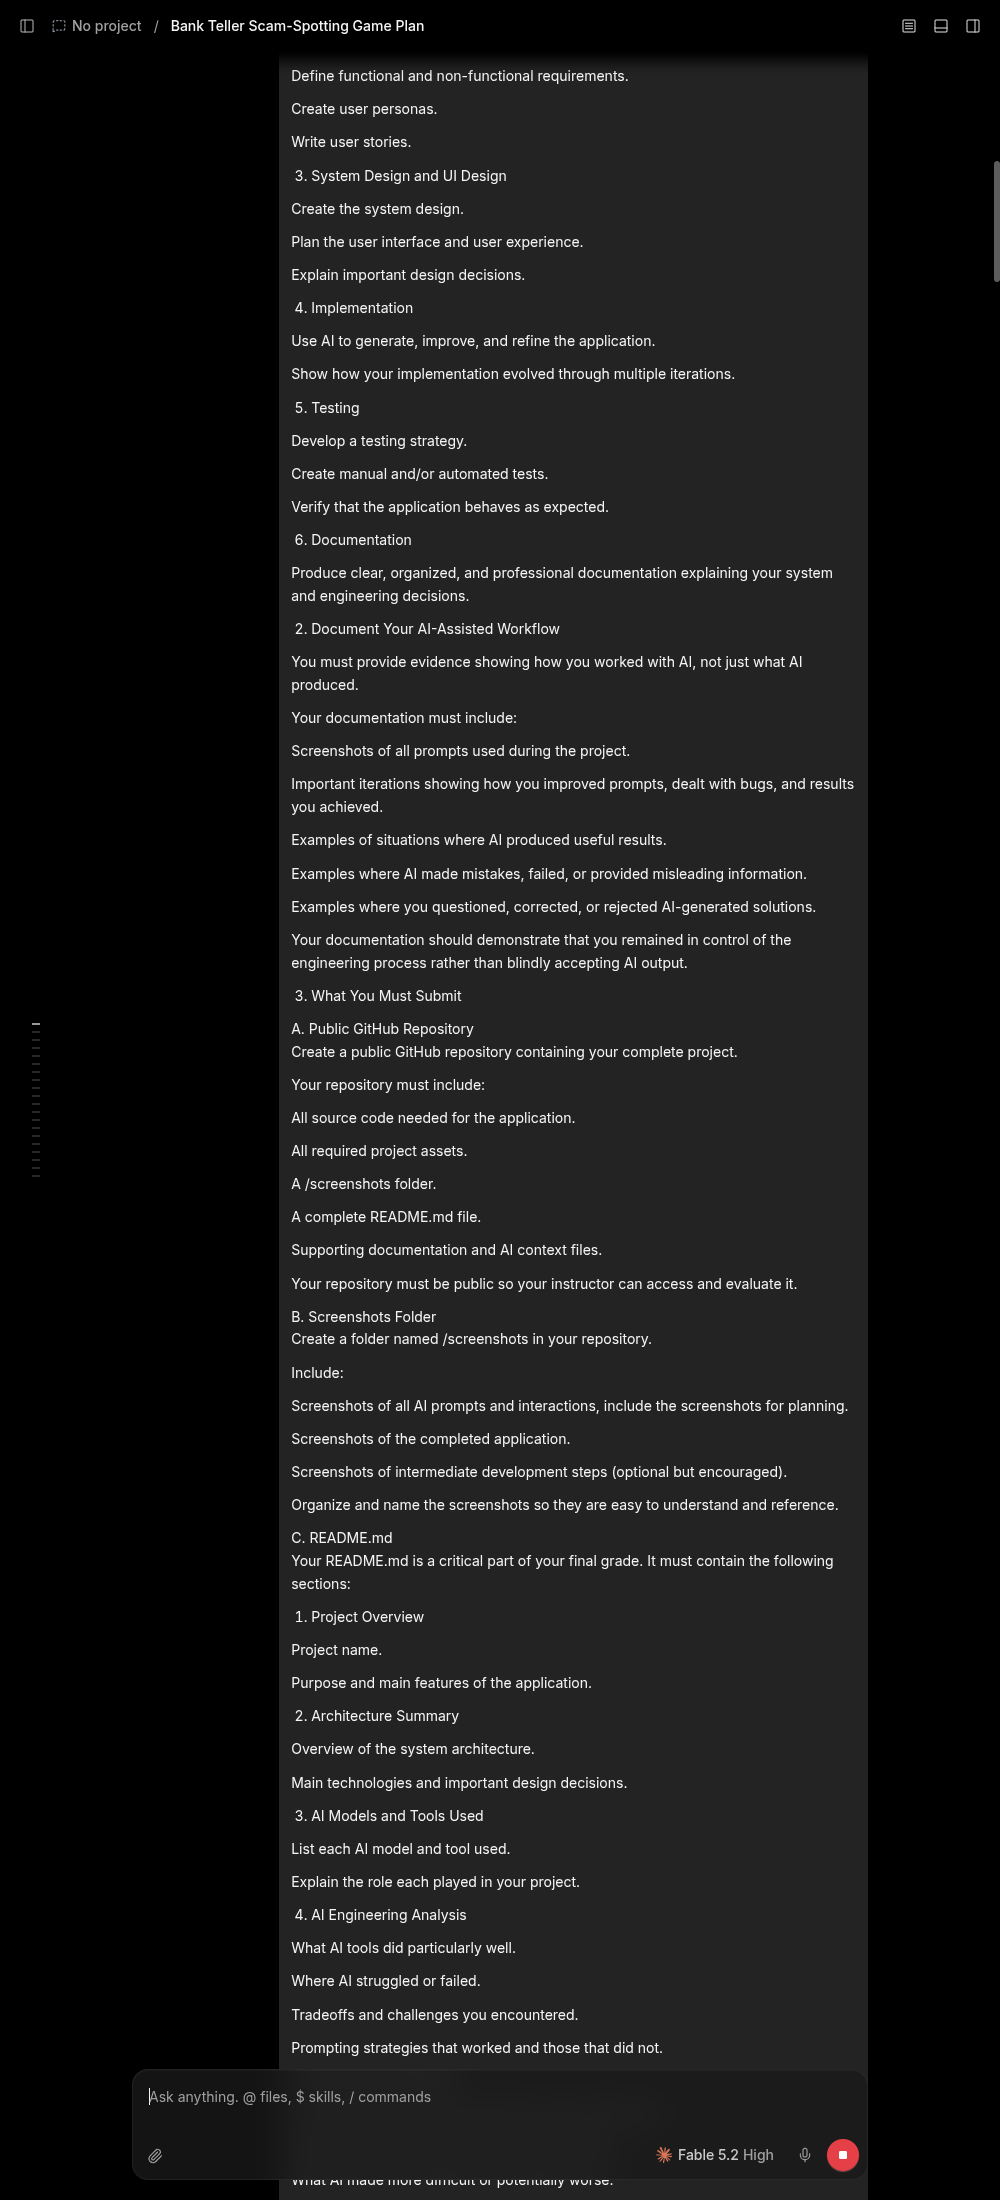 No project / Bank Teller Scam-Spotting Game Plan
Define functional and non-functional requirements.
Create user personas.
Write user stories.
3. System Design and UI Design
Create the system design.
Plan the user interface and user experience.
Explain important design decisions.
4. Implementation
Use AI to generate, improve, and refine the application.
Show how your implementation evolved through multiple iterations.
5. Testing
Develop a testing strategy.
Create manual and/or automated tests.
Verify that the application behaves as expected.
6. Documentation
Produce clear, organized, and professional documentation explaining your system
and engineering decisions.
2. Document Your AI-Assisted Workflow
You must provide evidence showing how you worked with AI, not just what AI
produced.
Your documentation must include:
Screenshots of all prompts used during the project.
Important iterations showing how you improved prompts, dealt with bugs, and results
you achieved.
Examples of situations where AI produced useful results.
Examples where AI made mistakes, failed, or provided misleading information.
Examples where you questioned, corrected, or rejected AI-generated solutions.
Your documentation should demonstrate that you remained in control of the
engineering process rather than blindly accepting AI output.
3. What You Must Submit
A. Public GitHub Repository
Create a public GitHub repository containing your complete project.
Your repository must include:
All source code needed for the application.
All required project assets.
A /screenshots folder.
A complete README.md file.
Supporting documentation and AI context files.
Your repository must be public so your instructor can access and evaluate it.
B. Screenshots Folder
Create a folder named /screenshots in your repository.
Include:
Screenshots of all AI prompts and interactions, include the screenshots for planning.
Screenshots of the completed application.
Screenshots of intermediate development steps (optional but encouraged).
Organize and name the screenshots so they are easy to understand and reference.
C. README.md
Your README.md is a critical part of your final grade. It must contain the following
sections:
1. Project Overview
Project name.
Purpose and main features of the application.
2. Architecture Summary
Overview of the system architecture.
Main technologies and important design decisions.
3. AI Models and Tools Used
List each AI model and tool used.
Explain the role each played in your project.
4. AI Engineering Analysis
What AI tools did particularly well.
Where AI struggled or failed.
Tradeoffs and challenges you encountered.
Prompting strategies that worked and those that did not.
Ask anything. @ files, $ skills, / commands
Fable 5.2 High
What AI made more difficult or potentially worse.